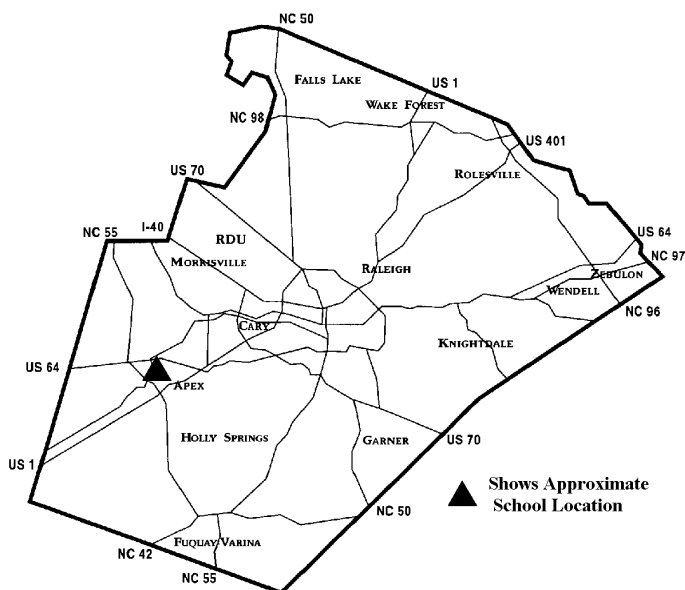 NC 50
FALLS LAKE
US 1
WAKE FOREST
NC 98
US 401
US 70
ROLESVILLE
NC 55
I-40
RDU
US 64
MORRISVILLE
RALEIGH
NC 97
ZEBULON
WENDELL
NC 96
CARY
KNIGHTDALE
US 64
APEX
HOLLY SPRINGS
GARNER
US 70
US 1
Shows Approximate
School Location
NC 50
FUQUAY-VARINA
NC 42
NC 55